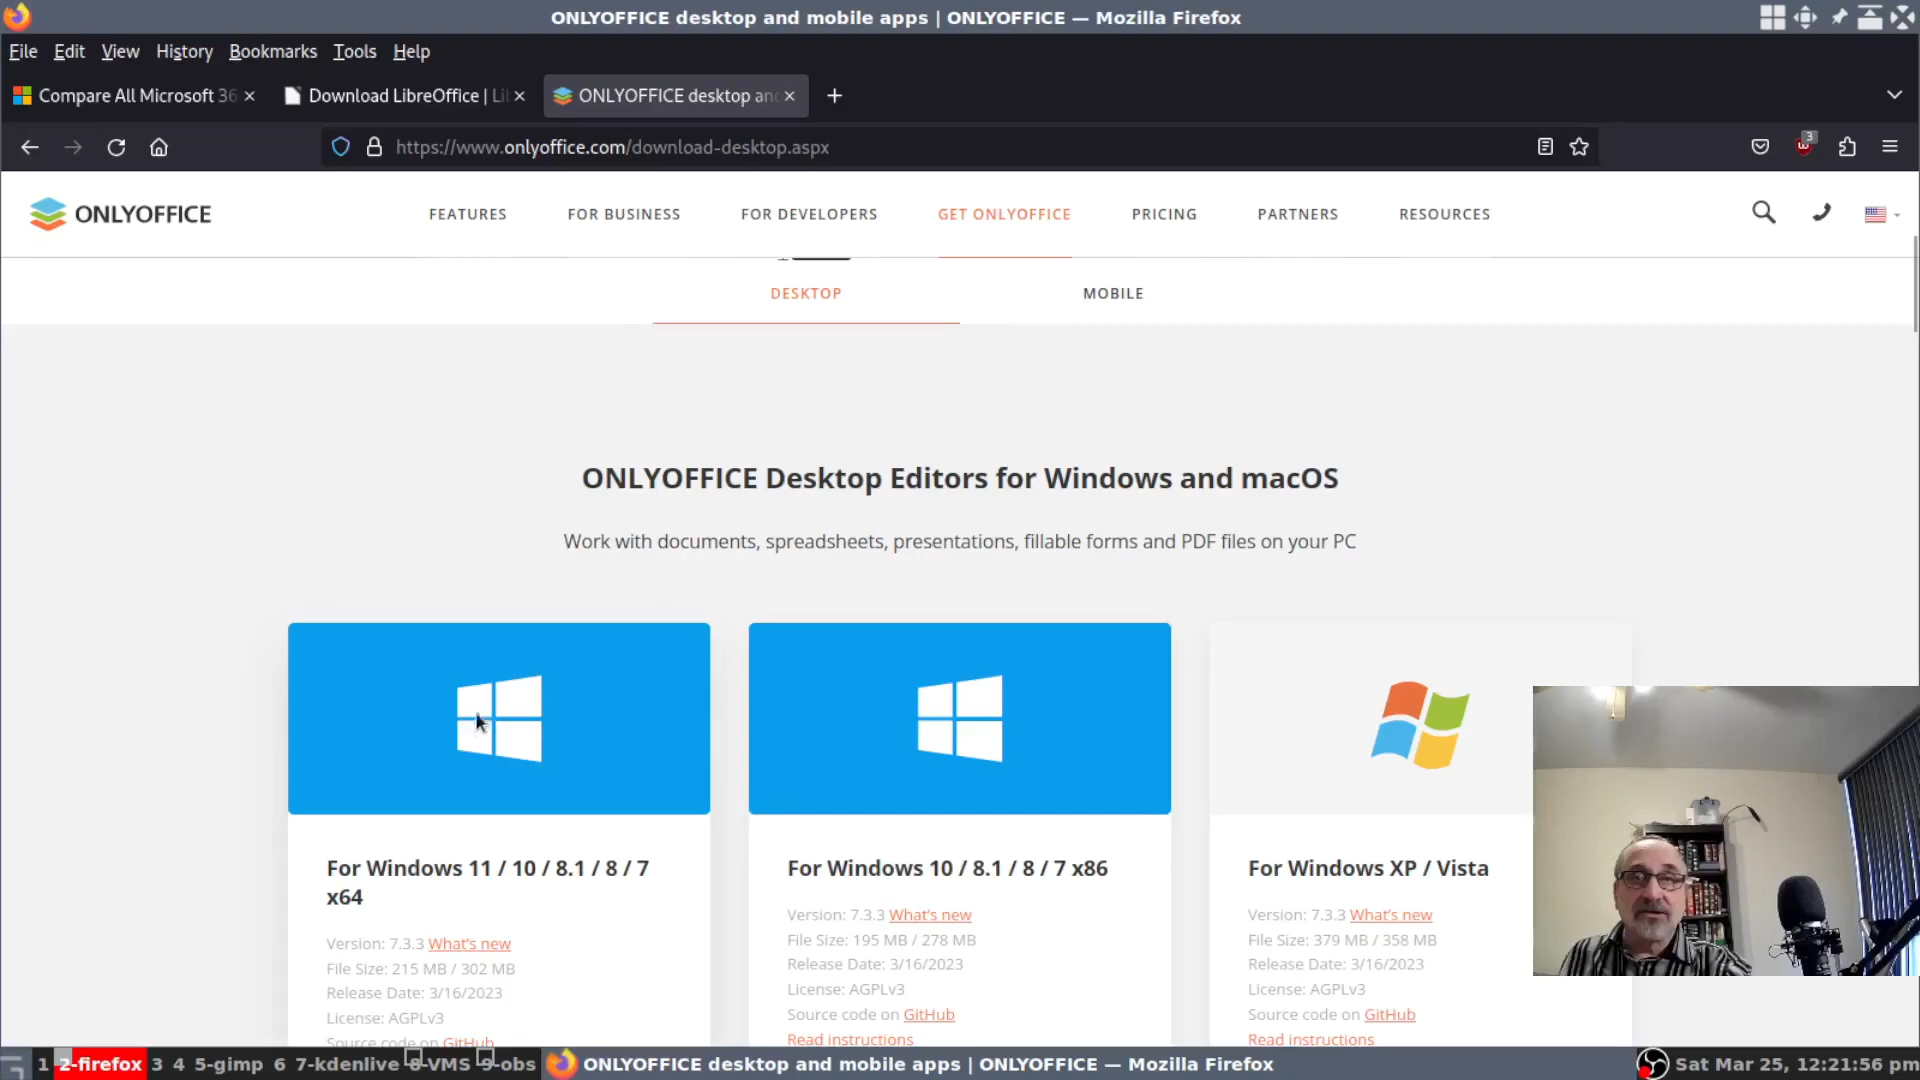 ONLYOFFICE desktop and mobile apps | ONLYOFFICE — Mozilla Firefox
File Edit View History Bookmarks Tools Help
Compare All Microsoft 36
Download LibreOffice | Li
ONLYOFFICE desktop an
https://www.onlyoffice.com/download-desktop.aspx
3
ONLYOFFICE
FEATURES FOR BUSINESS FOR DEVELOPERS GET ONLYOFFICE PRICING PARTNERS RESOURCES
DESKTOP MOBILE
ONLYOFFICE Desktop Editors for Windows and macOS
Work with documents, spreadsheets, presentations, fillable forms and PDF files on your PC
For Windows 11 / 10 / 8.1 / 8 / 7
x64
Version: 7.3.3 What's new
File Size: 215 MB / 302 MB
Release Date: 3/16/2023
License: AGPLv3
Source code on GitHub
For Windows 10 / 8.1 / 8 / 7 x86
Version: 7.3.3 What's new
File Size: 195 MB / 278 MB
Release Date: 3/16/2023
License: AGPLv3
Source code on GitHub
Read instructions
For Windows XP / Vista
Version: 7.3.3 What's new
File Size: 379 MB / 358 MB
Release Date: 3/16/2023
License: AGPLv3
Source code on GitHub
Read instructions
1 2-firefox 3 4 5-gimp 6 7-kdenlive 8-VMS 9-obs ONLYOFFICE desktop and mobile apps | ONLYOFFICE — Mozilla Firefox Sat Mar 25, 12:21:56 pm